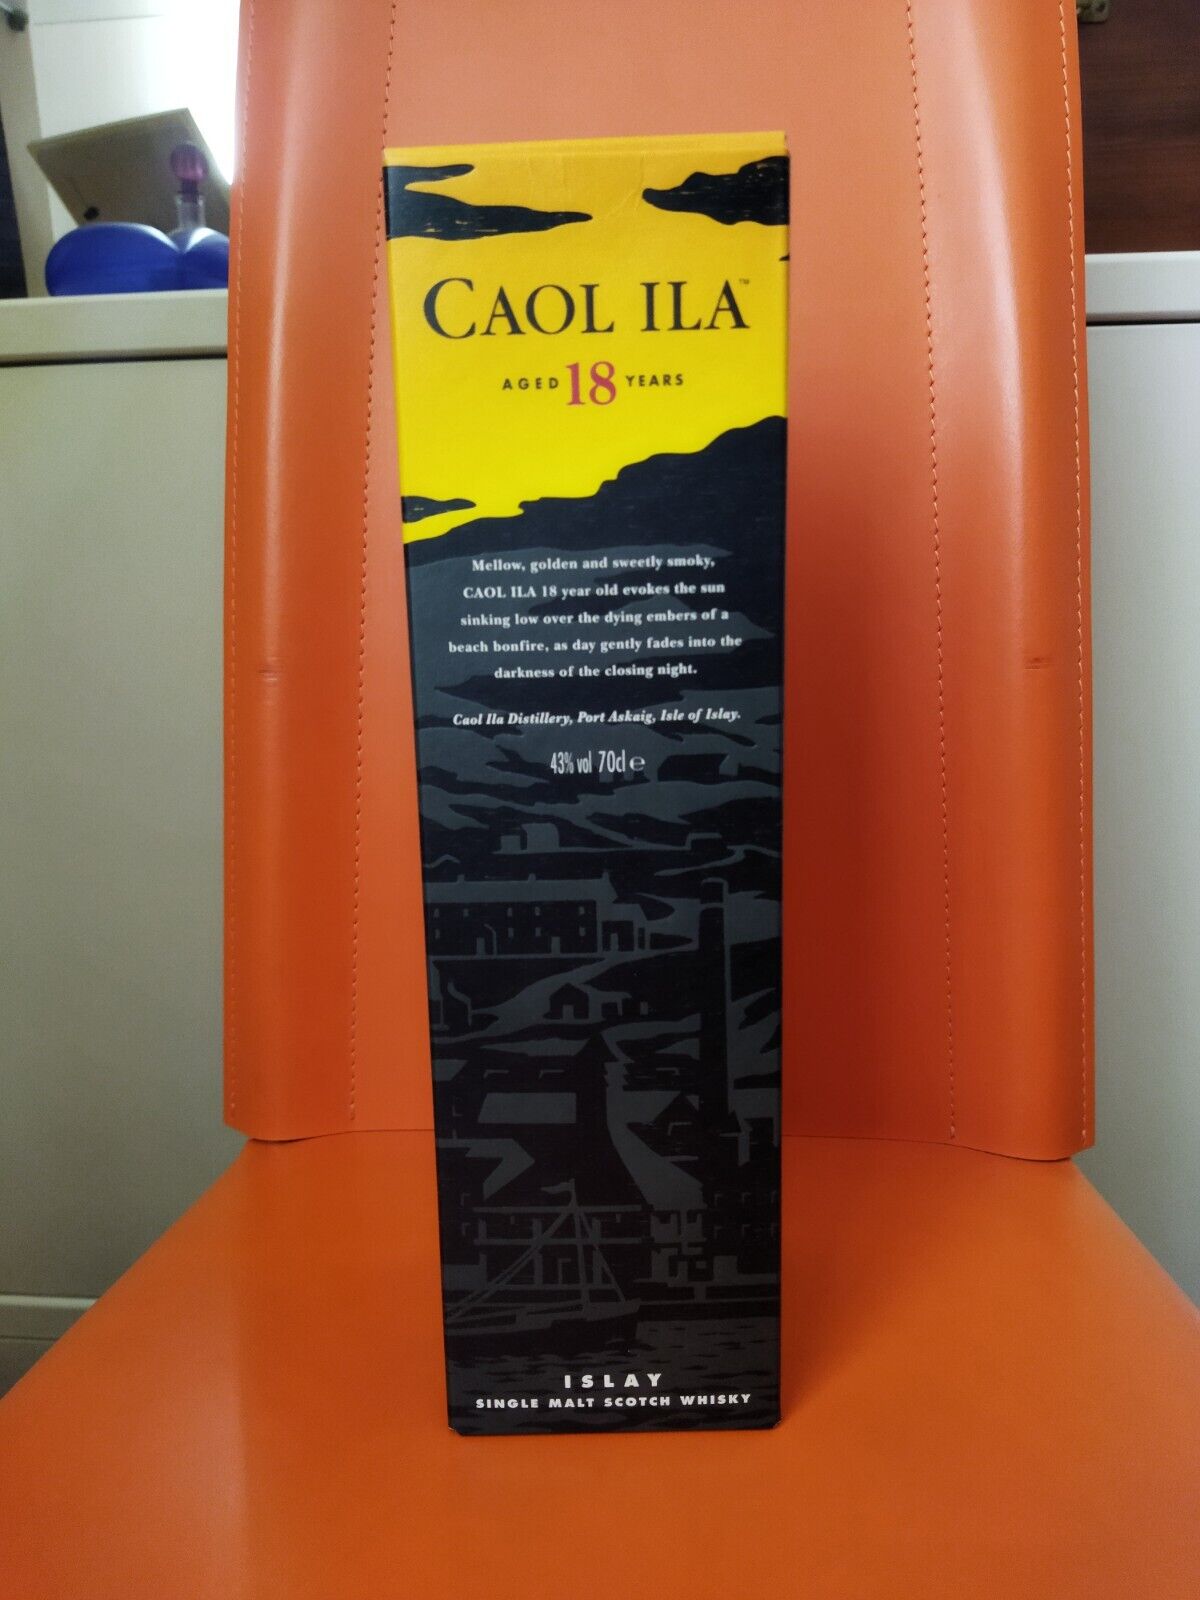 CAOL ILA™
AGED 18 YEARS
Mellow, golden and sweetly smoky,
CAOL ILA 18 year old evokes the sun
sinking low over the dying embers of a
beach bonfire, as day gently fades into the
darkness of the closing night.
Caol Ila Distillery, Port Askaig, Isle of Islay.
43% vol 70cl ℮
ISLAY
SINGLE MALT SCOTCH WHISKY